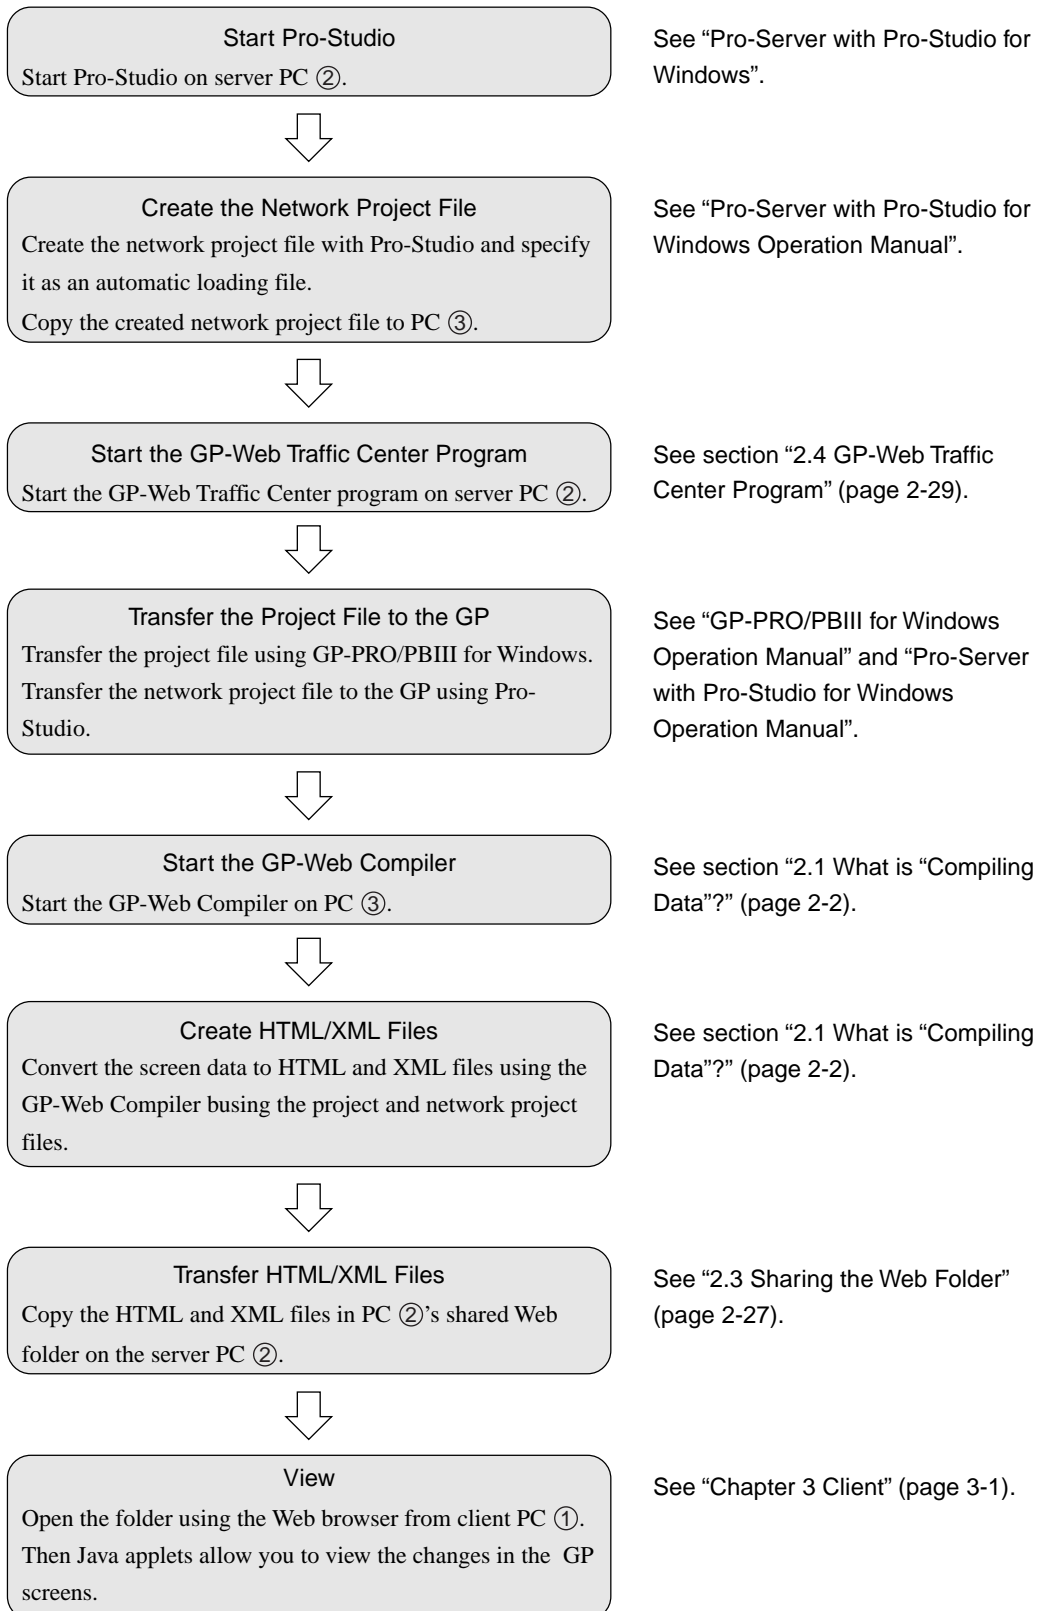 Start Pro-Studio
Start Pro-Studio on server PC ②.
See “Pro-Server with Pro-Studio for
Windows”.
Create the Network Project File
Create the network project file with Pro-Studio and specify
it as an automatic loading file.
Copy the created network project file to PC ③.
See “Pro-Server with Pro-Studio for
Windows Operation Manual”.
Start the GP-Web Traffic Center Program
Start the GP-Web Traffic Center program on server PC ②.
See section “2.4 GP-Web Traffic
Center Program” (page 2-29).
Transfer the Project File to the GP
Transfer the project file using GP-PRO/PBIII for Windows.
Transfer the network project file to the GP using Pro-
Studio.
See “GP-PRO/PBIII for Windows
Operation Manual” and “Pro-Server
with Pro-Studio for Windows
Operation Manual”.
Start the GP-Web Compiler
Start the GP-Web Compiler on PC ③.
See section “2.1 What is “Compiling
Data”?” (page 2-2).
Create HTML/XML Files
Convert the screen data to HTML and XML files using the
GP-Web Compiler busing the project and network project
files.
See section “2.1 What is “Compiling
Data”?” (page 2-2).
Transfer HTML/XML Files
Copy the HTML and XML files in PC ②’s shared Web
folder on the server PC ②.
See “2.3 Sharing the Web Folder”
(page 2-27).
View
Open the folder using the Web browser from client PC ①.
Then Java applets allow you to view the changes in the GP
screens.
See “Chapter 3 Client” (page 3-1).